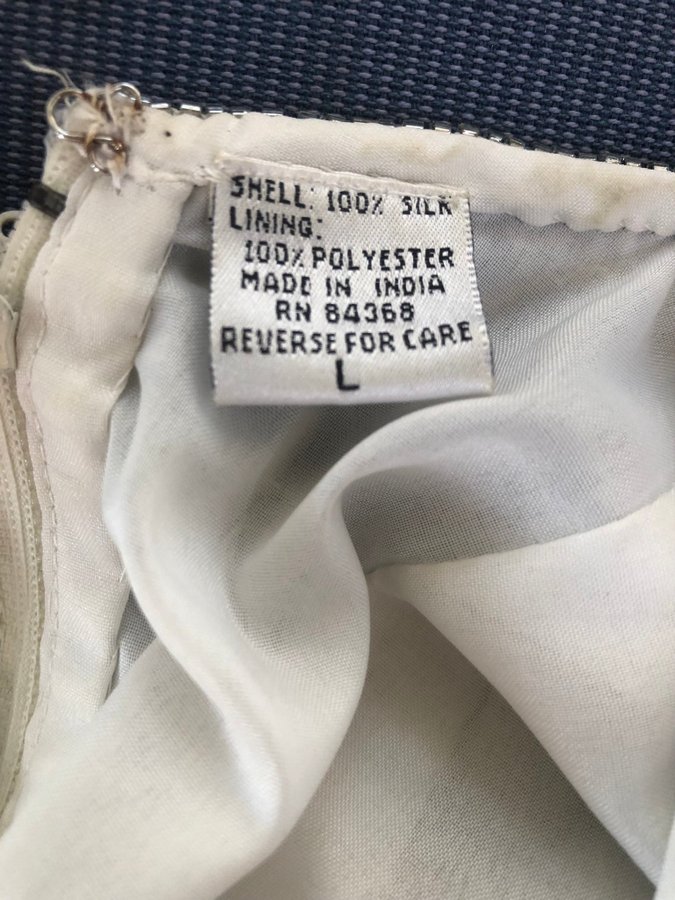 SHELL: 100% SILK
LINING:
100% POLYESTER
MADE IN INDIA
RN 84368
REVERSE FOR CARE
L